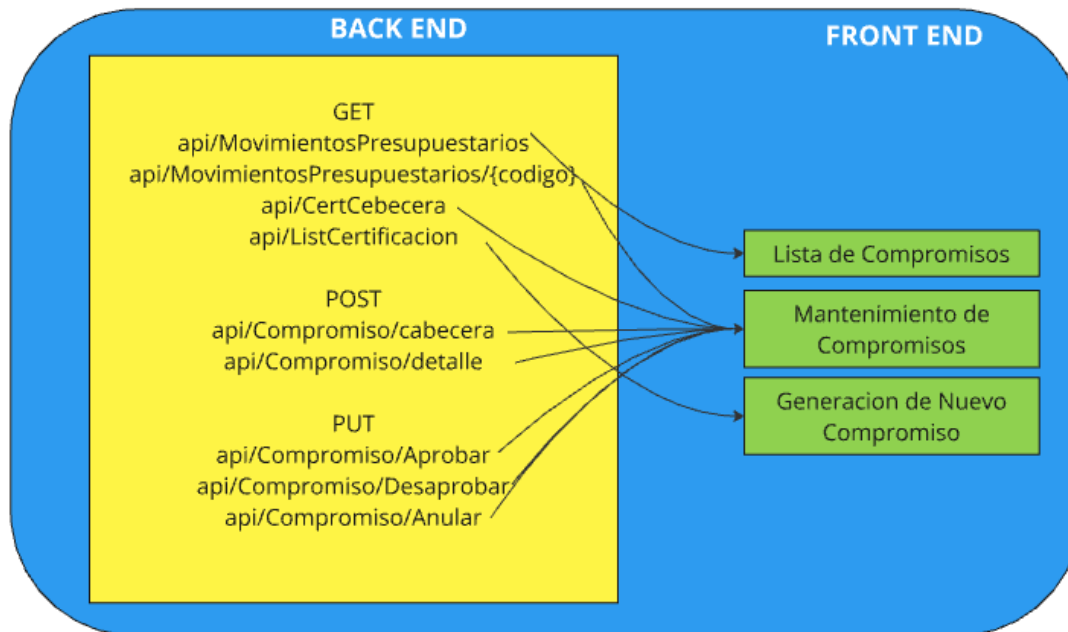 BACK END
FRONT END
GET
api/MovimientosPresupuestarios
api/MovimientosPresupuestarios/{codigo}
api/CertCebecera
api/ListCertificacion
POST
api/Compromiso/cabecera
api/Compromiso/detalle
PUT
api/Compromiso/Aprobar
api/Compromiso/Desaprobar
api/Compromiso/Anular
Lista de Compromisos
Mantenimiento de
Compromisos
Generacion de Nuevo
Compromiso